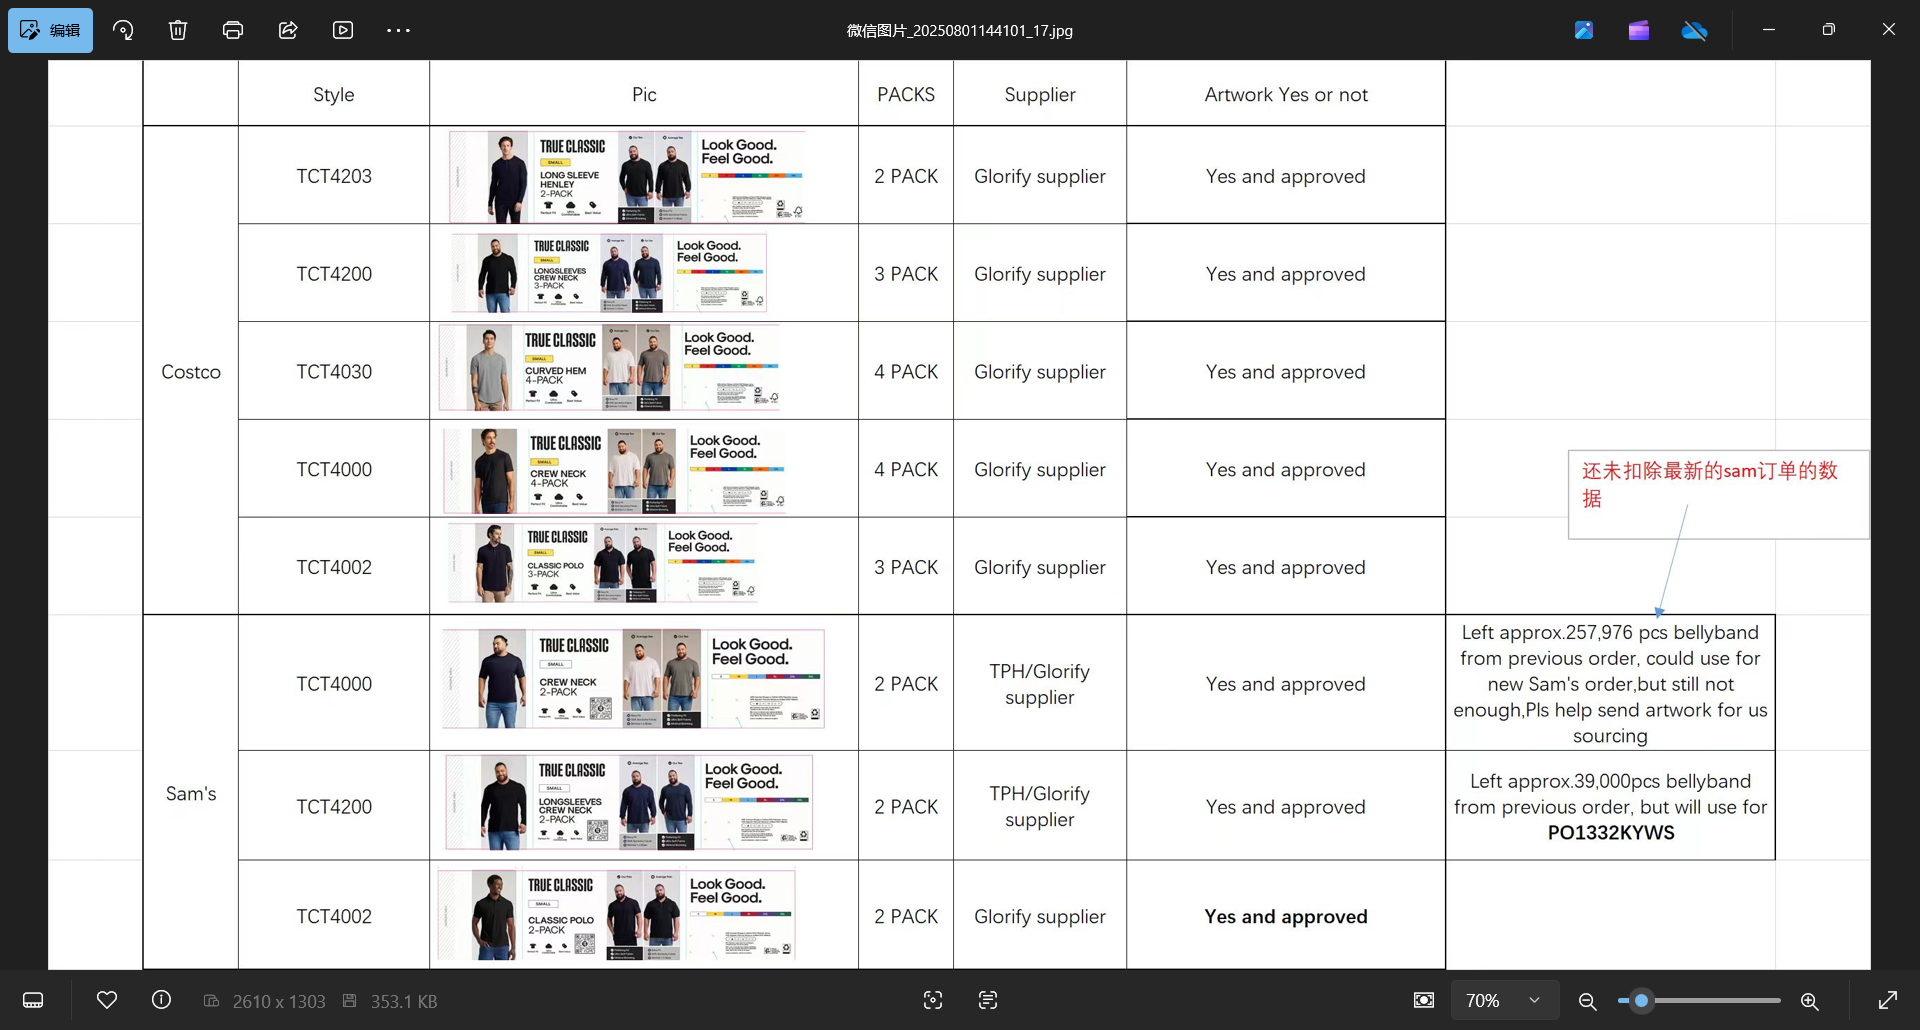 编辑
微信图片_20250801144101_17.jpg
Style
Pic
PACKS
Supplier
Artwork Yes or not
Costco
TCT4203
TRUE CLASSIC
SMALL
LONG SLEEVE
HENLEY
2-PACK
Look Good.
Feel Good.
2 PACK
Glorify supplier
Yes and approved
TCT4200
TRUE CLASSIC
SMALL
LONGSLEEVES
CREW NECK
3-PACK
Look Good.
Feel Good.
3 PACK
Glorify supplier
Yes and approved
TCT4030
TRUE CLASSIC
SMALL
CURVED HEM
4-PACK
Look Good.
Feel Good.
4 PACK
Glorify supplier
Yes and approved
TCT4000
TRUE CLASSIC
SMALL
CREW NECK
4-PACK
Look Good.
Feel Good.
4 PACK
Glorify supplier
Yes and approved
还未扣除最新的sam订单的数
据
TCT4002
TRUE CLASSIC
SMALL
CLASSIC POLO
3-PACK
Look Good.
Feel Good.
3 PACK
Glorify supplier
Yes and approved
Sam's
TCT4000
TRUE CLASSIC
SMALL
CREW NECK
2-PACK
Look Good.
Feel Good.
2 PACK
TPH/Glorify
supplier
Yes and approved
Left approx.257,976 pcs bellyband
from previous order, could use for
new Sam's order,but still not
enough,Pls help send artwork for us
sourcing
TCT4200
TRUE CLASSIC
SMALL
LONGSLEEVES
CREW NECK
2-PACK
Look Good.
Feel Good.
2 PACK
TPH/Glorify
supplier
Yes and approved
Left approx.39,000pcs bellyband
from previous order, but will use for
PO1332KYWS
TCT4002
TRUE CLASSIC
SMALL
CLASSIC POLO
2-PACK
Look Good.
Feel Good.
2 PACK
Glorify supplier
Yes and approved
2610 x 1303
353.1 KB
70%